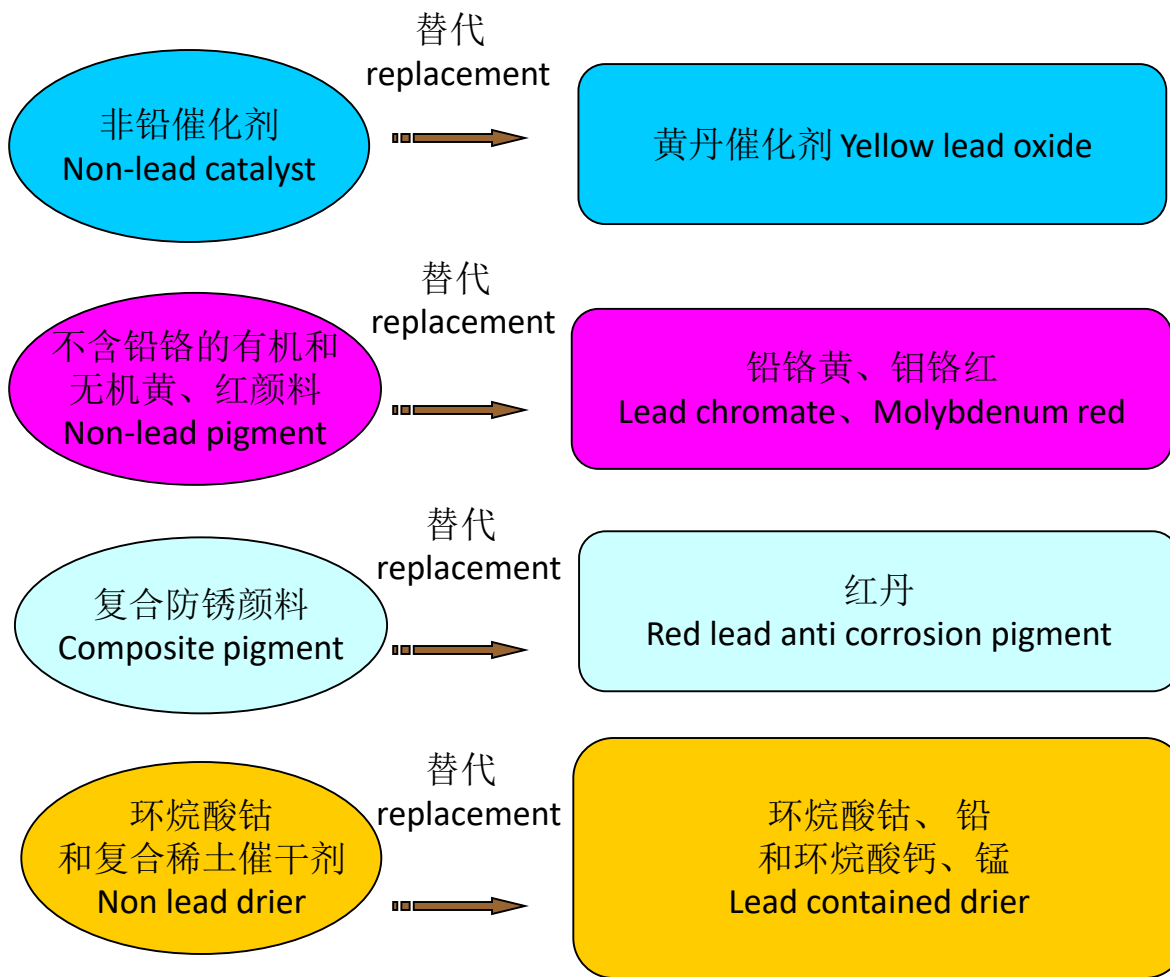 替代
replacement
非铅催化剂
Non-lead catalyst
黄丹催化剂 Yellow lead oxide
替代
replacement
不含铅铬的有机和
无机黄、红颜料
Non-lead pigment
铅铬黄、钼铬红
Lead chromate、Molybdenum red
替代
replacement
复合防锈颜料
Composite pigment
红丹
Red lead anti corrosion pigment
替代
replacement
环烷酸钴
和复合稀土催干剂
Non lead drier
环烷酸钴、铅
和环烷酸钙、锰
Lead contained drier